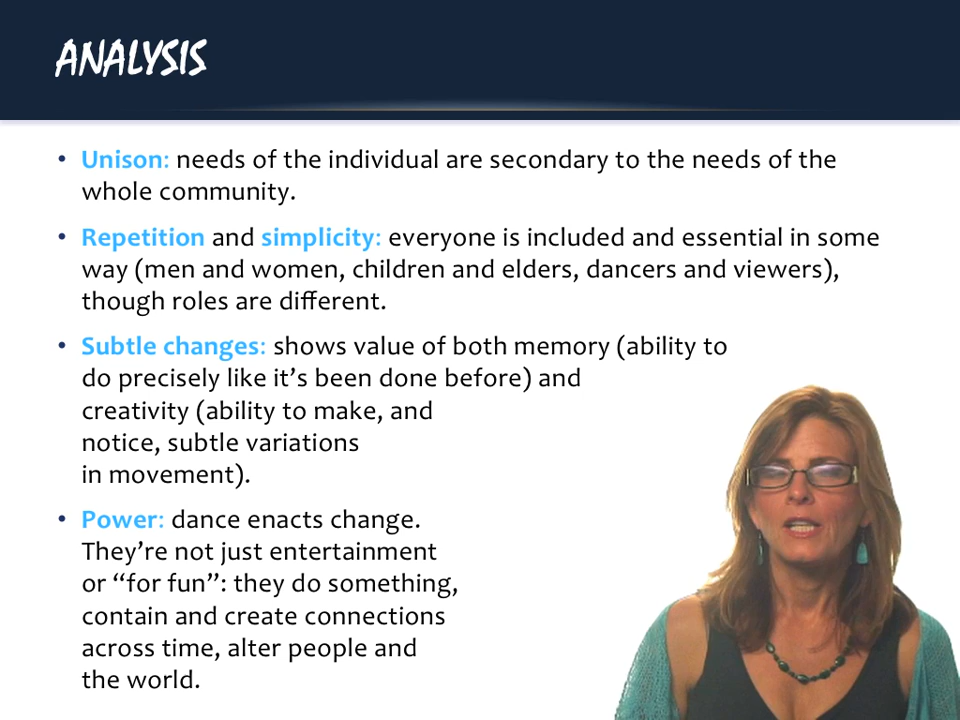 ANALYSIS
• Unison: needs of the individual are secondary to the needs of the
whole community.
• Repetition and simplicity: everyone is included and essential in some
way (men and women, children and elders, dancers and viewers),
though roles are different.
• Subtle changes: shows value of both memory (ability to
do precisely like it’s been done before) and
creativity (ability to make, and
notice, subtle variations
in movement).
• Power: dance enacts change.
They’re not just entertainment
or “for fun”: they do something,
contain and create connections
across time, alter people and
the world.